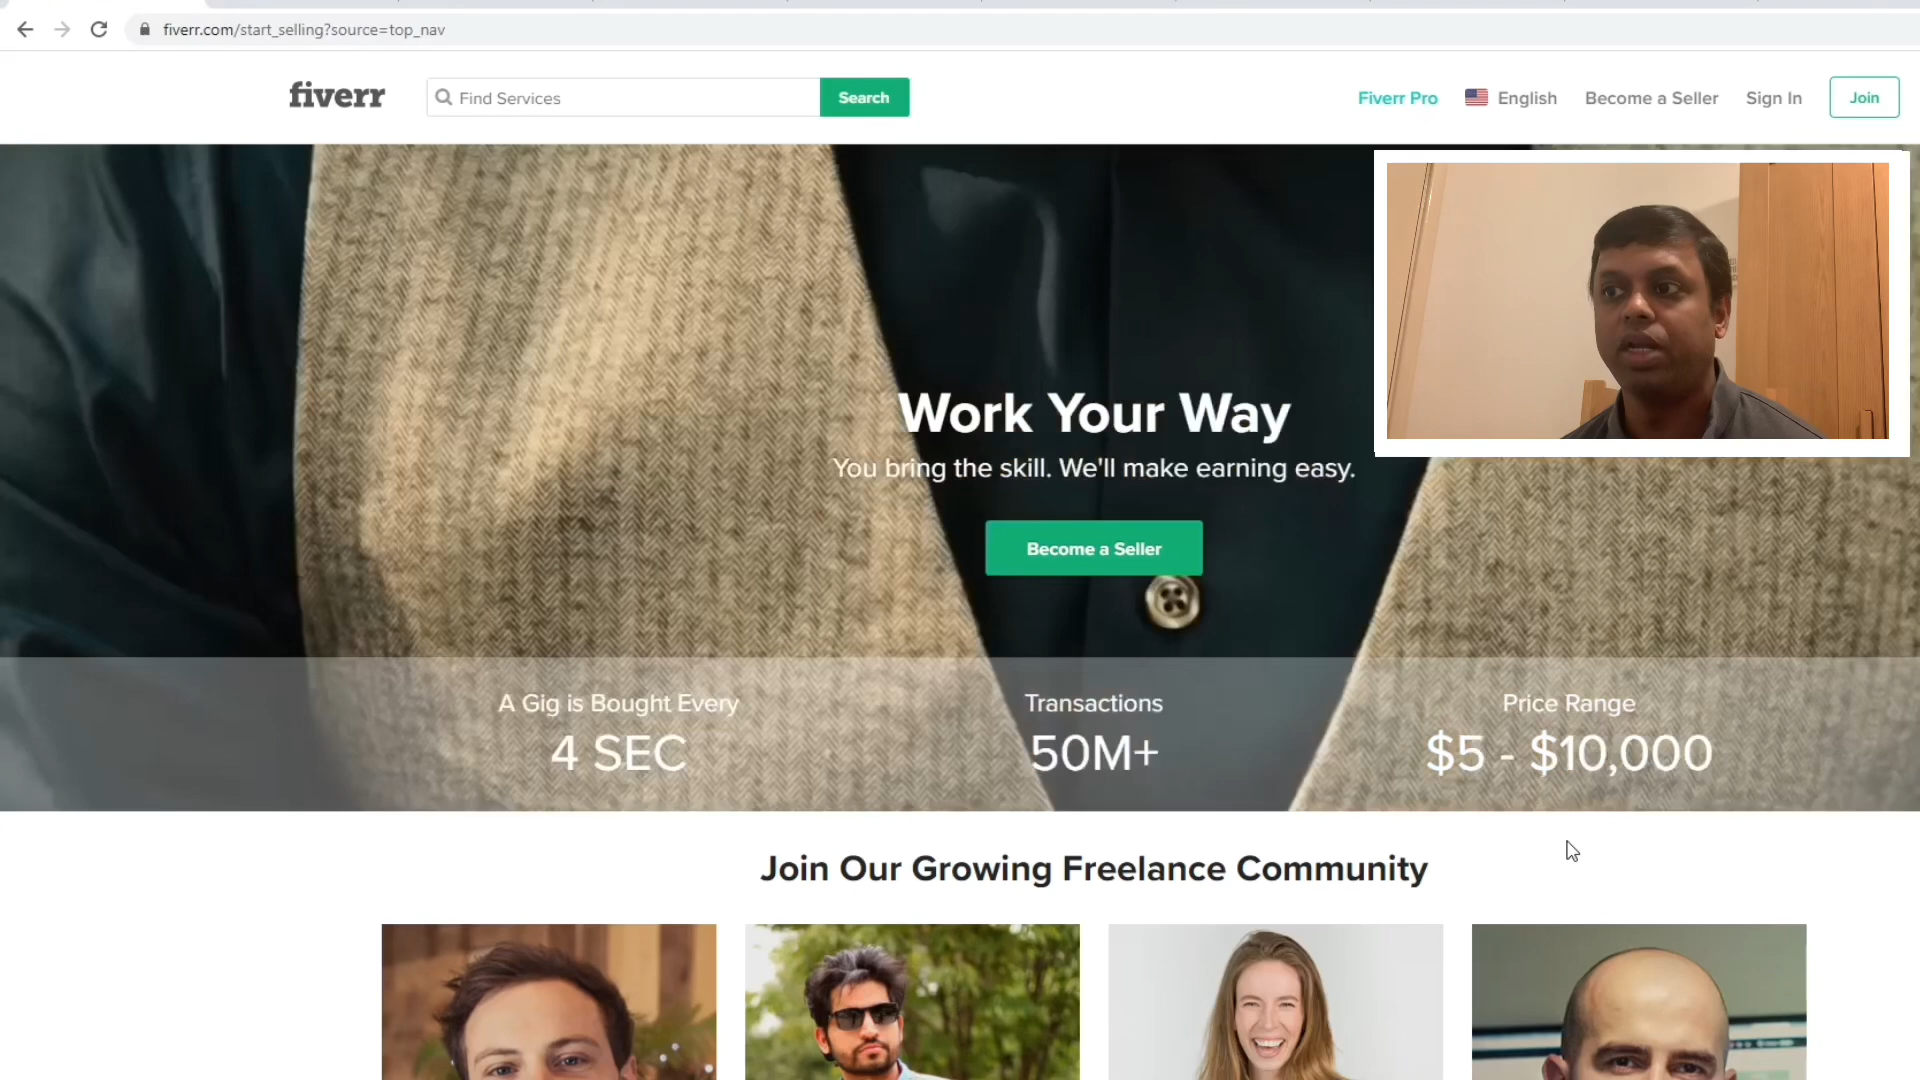 fiverr.com/start_selling?source=top_nav
fiverr
Find Services
Search
Fiverr Pro
English
Become a Seller
Sign In
Join
Work Your Way
You bring the skill. We'll make earning easy.
Become a Seller
A Gig is Bought Every
4 SEC
Transactions
50M+
Price Range
$5 - $10,000
Join Our Growing Freelance Community